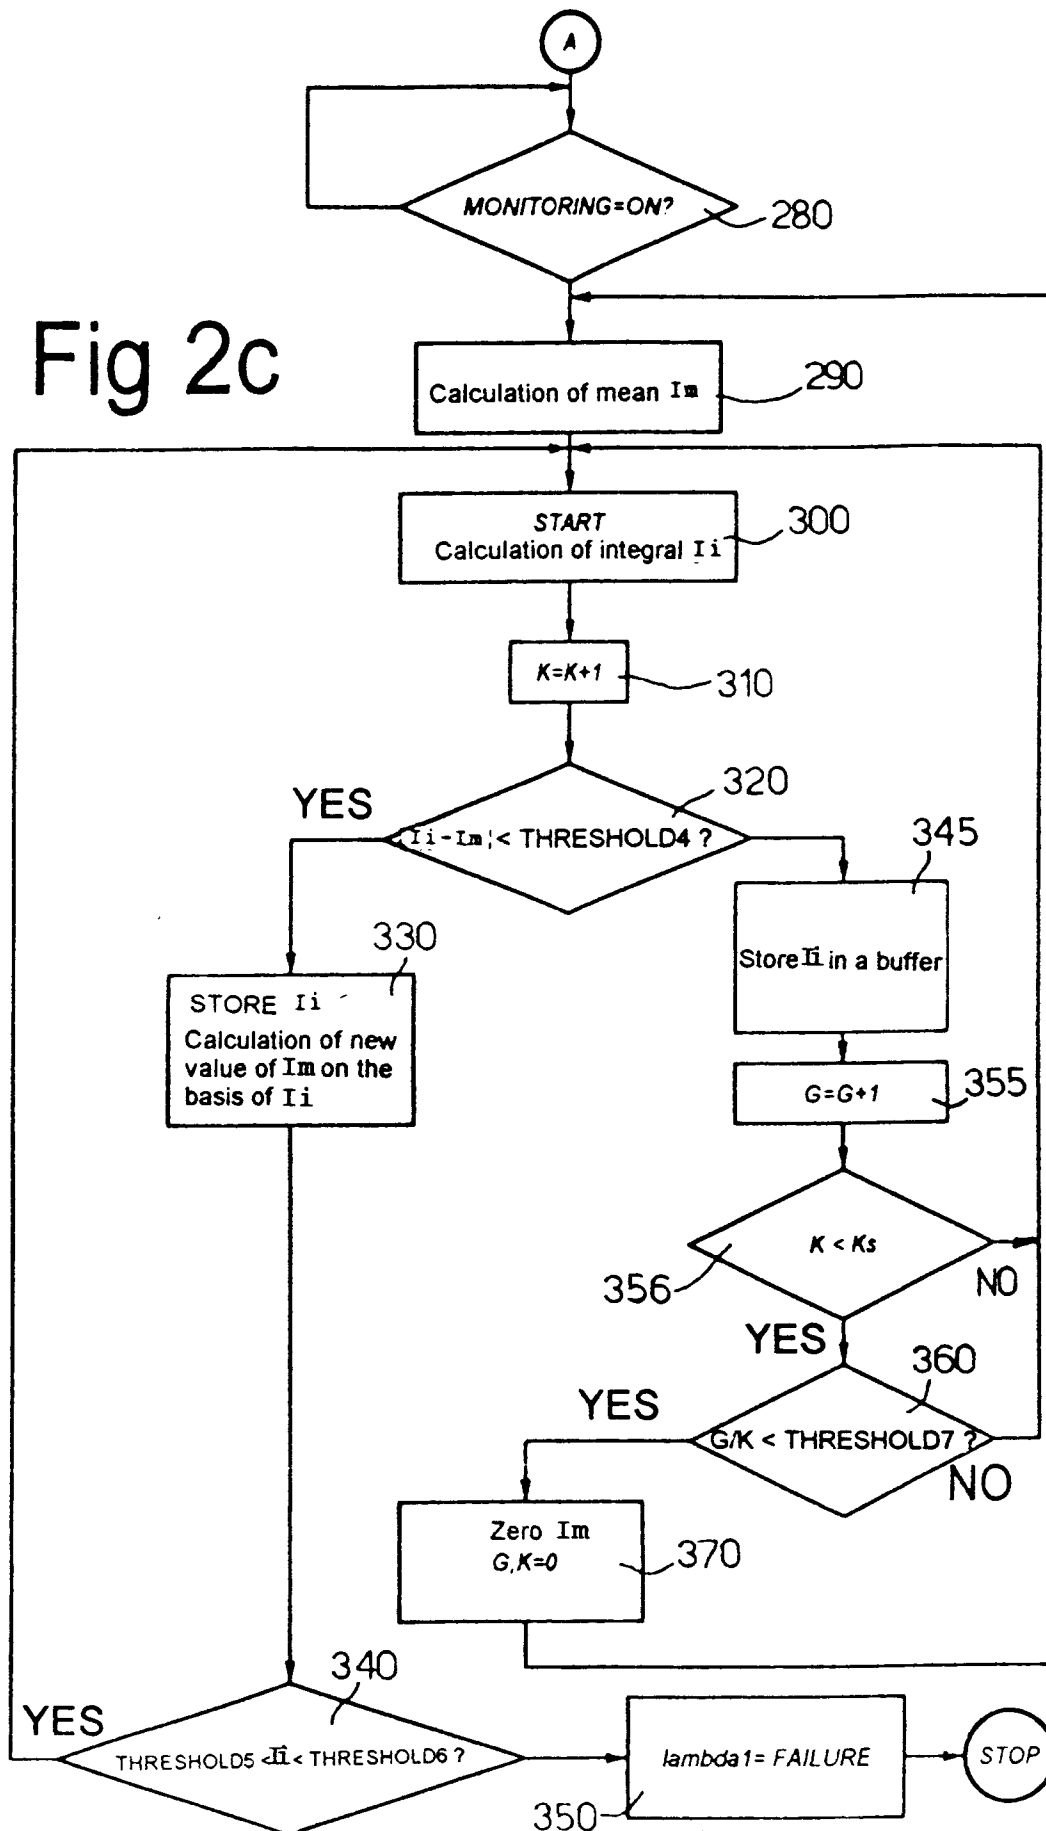 A
MONITORING=ON?
280
Fig 2c
Calculation of mean Im
290
START
Calculation of integral Ii
300
K=K+1
310
YES
320
|Ii-Im|< THRESHOLD4 ?
345
330
Store Ii in a buffer
STORE Ii
Calculation of new
value of Im on the
basis of Ii
G=G+1
355
K < Ks
356
NO
YES
360
YES
G/K < THRESHOLD7 ?
NO
Zero Im
G,K=0
370
340
YES
THRESHOLD5 <Ii< THRESHOLD6 ?
lambda1= FAILURE
STOP
350